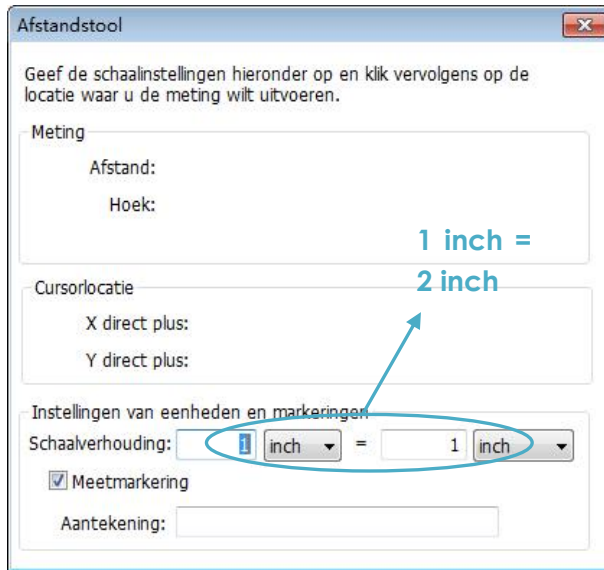 Afstandstool
Geef de schaalinstellingen hieronder op en klik vervolgens op de
locatie waar u de meting wilt uitvoeren.
Meting
Afstand:
Hoek:
1 inch =
2 inch
Cursorlocatie
X direct plus:
Y direct plus:
Instellingen van eenheden en markeringen
Schaalverhouding: 1 inch = 1 inch
Meetmarkering
Aantekening: